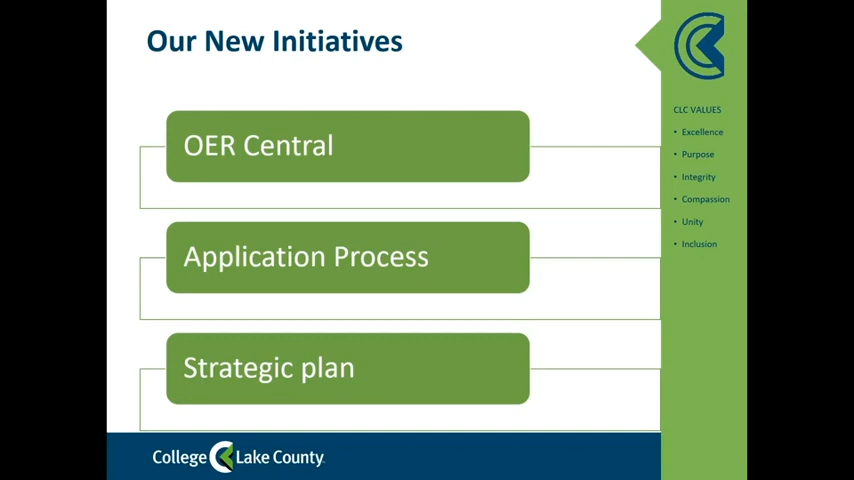 Our New Initiatives
OER Central
Application Process
Strategic plan
CLC VALUES
• Excellence
• Purpose
• Integrity
• Compassion
• Unity
• Inclusion
College Lake County